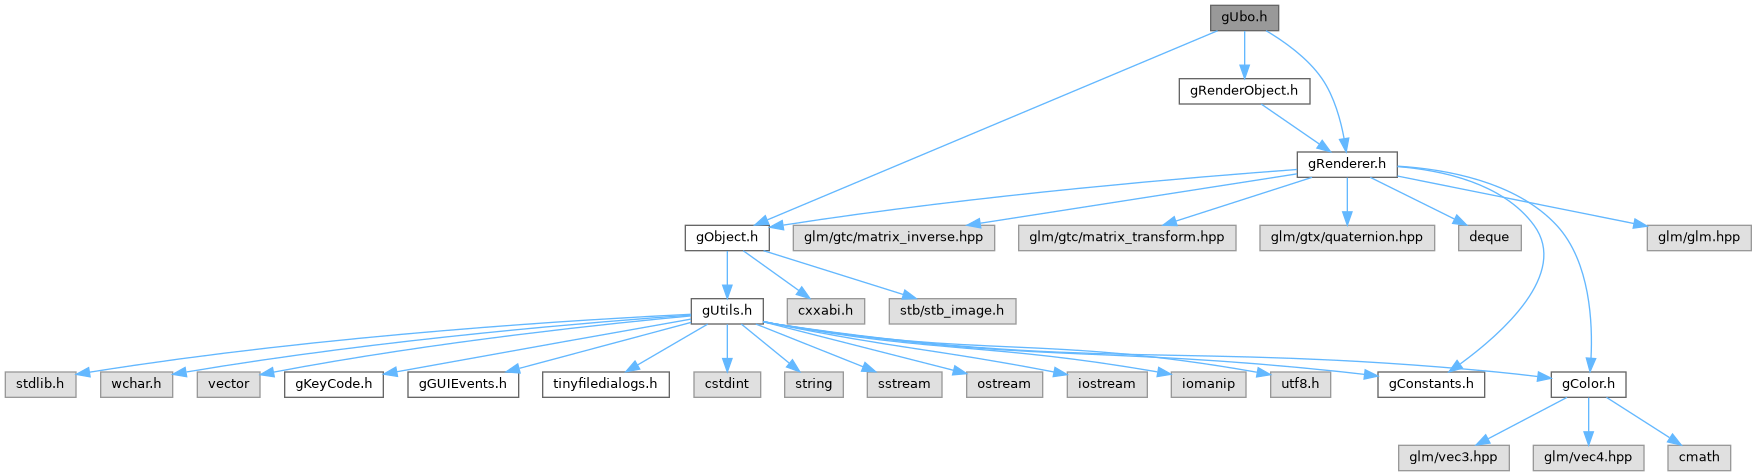 gUbo.h
gRenderObject.h
gRenderer.h
gObject.h
glm/gtc/matrix_inverse.hpp
glm/gtc/matrix_transform.hpp
glm/gtx/quaternion.hpp
deque
glm/glm.hpp
gUtils.h
cxxabi.h
stb/stb_image.h
stdlib.h
wchar.h
vector
gKeyCode.h
gGUIEvents.h
tinyfiledialogs.h
cstdint
string
sstream
ostream
iostream
iomanip
utf8.h
gConstants.h
gColor.h
glm/vec3.hpp
glm/vec4.hpp
cmath